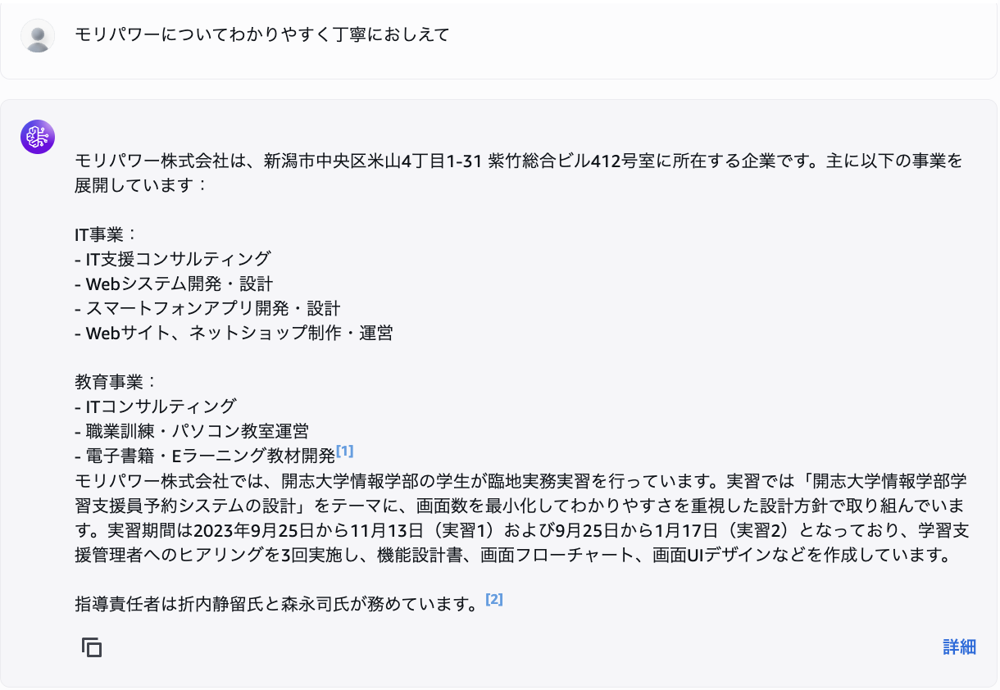 モリパワーについてわかりやすく丁寧におしえて
モリパワー株式会社は、新潟市中央区米山4丁目1-31 紫竹総合ビル412号室に所在する企業です。主に以下の事業を
展開しています：
IT事業：
- IT支援コンサルティング
- Webシステム開発・設計
- スマートフォンアプリ開発・設計
- Webサイト、ネットショップ制作・運営
教育事業：
- ITコンサルティング
- 職業訓練・パソコン教室運営
- 電子書籍・Eラーニング教材開発[1]
モリパワー株式会社では、開志大学情報学部の学生が臨地実務実習を行っています。実習では「開志大学情報学部学
習支援員予約システムの設計」をテーマに、画面数を最小化してわかりやすさを重視した設計方針で取り組んでいま
す。実習期間は2023年9月25日から11月13日（実習1）および9月25日から1月17日（実習2）となっており、学習支
援管理者へのヒアリングを3回実施し、機能設計書、画面フローチャート、画面UIデザインなどを作成しています。
指導責任者は折内静留氏と森永司氏が務めています。[2]
詳細